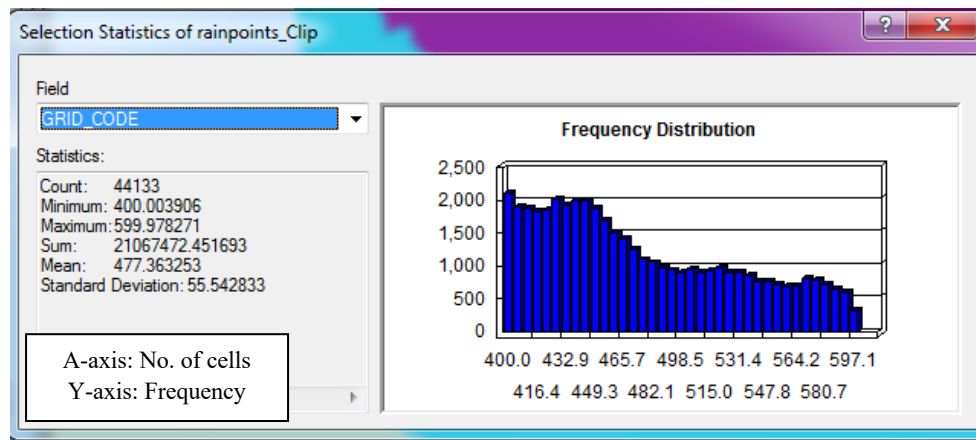 Selection Statistics of rainpoints_Clip
?
X
Field
GRID_CODE
Statistics:
Count: 44133
Minimum: 400.003906
Maximum: 599.978271
Sum: 21067472.451693
Mean: 477.363253
Standard Deviation: 55.542833
A-axis: No. of cells
Y-axis: Frequency
Frequency Distribution
2,500
2,000
1,500
1,000
500
0
400.0 432.9 465.7 498.5 531.4 564.2 597.1
416.4 449.3 482.1 515.0 547.8 580.7